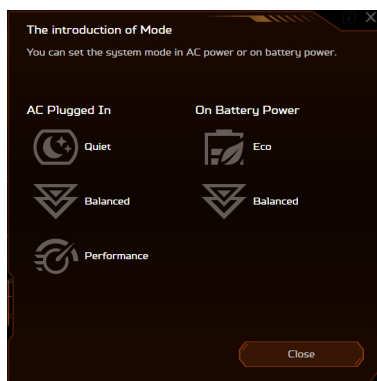 The introduction of Mode
You can set the system mode in AC power or on battery power.
AC Plugged In
On Battery Power
Quiet
Eco
Balanced
Balanced
Performance
Close